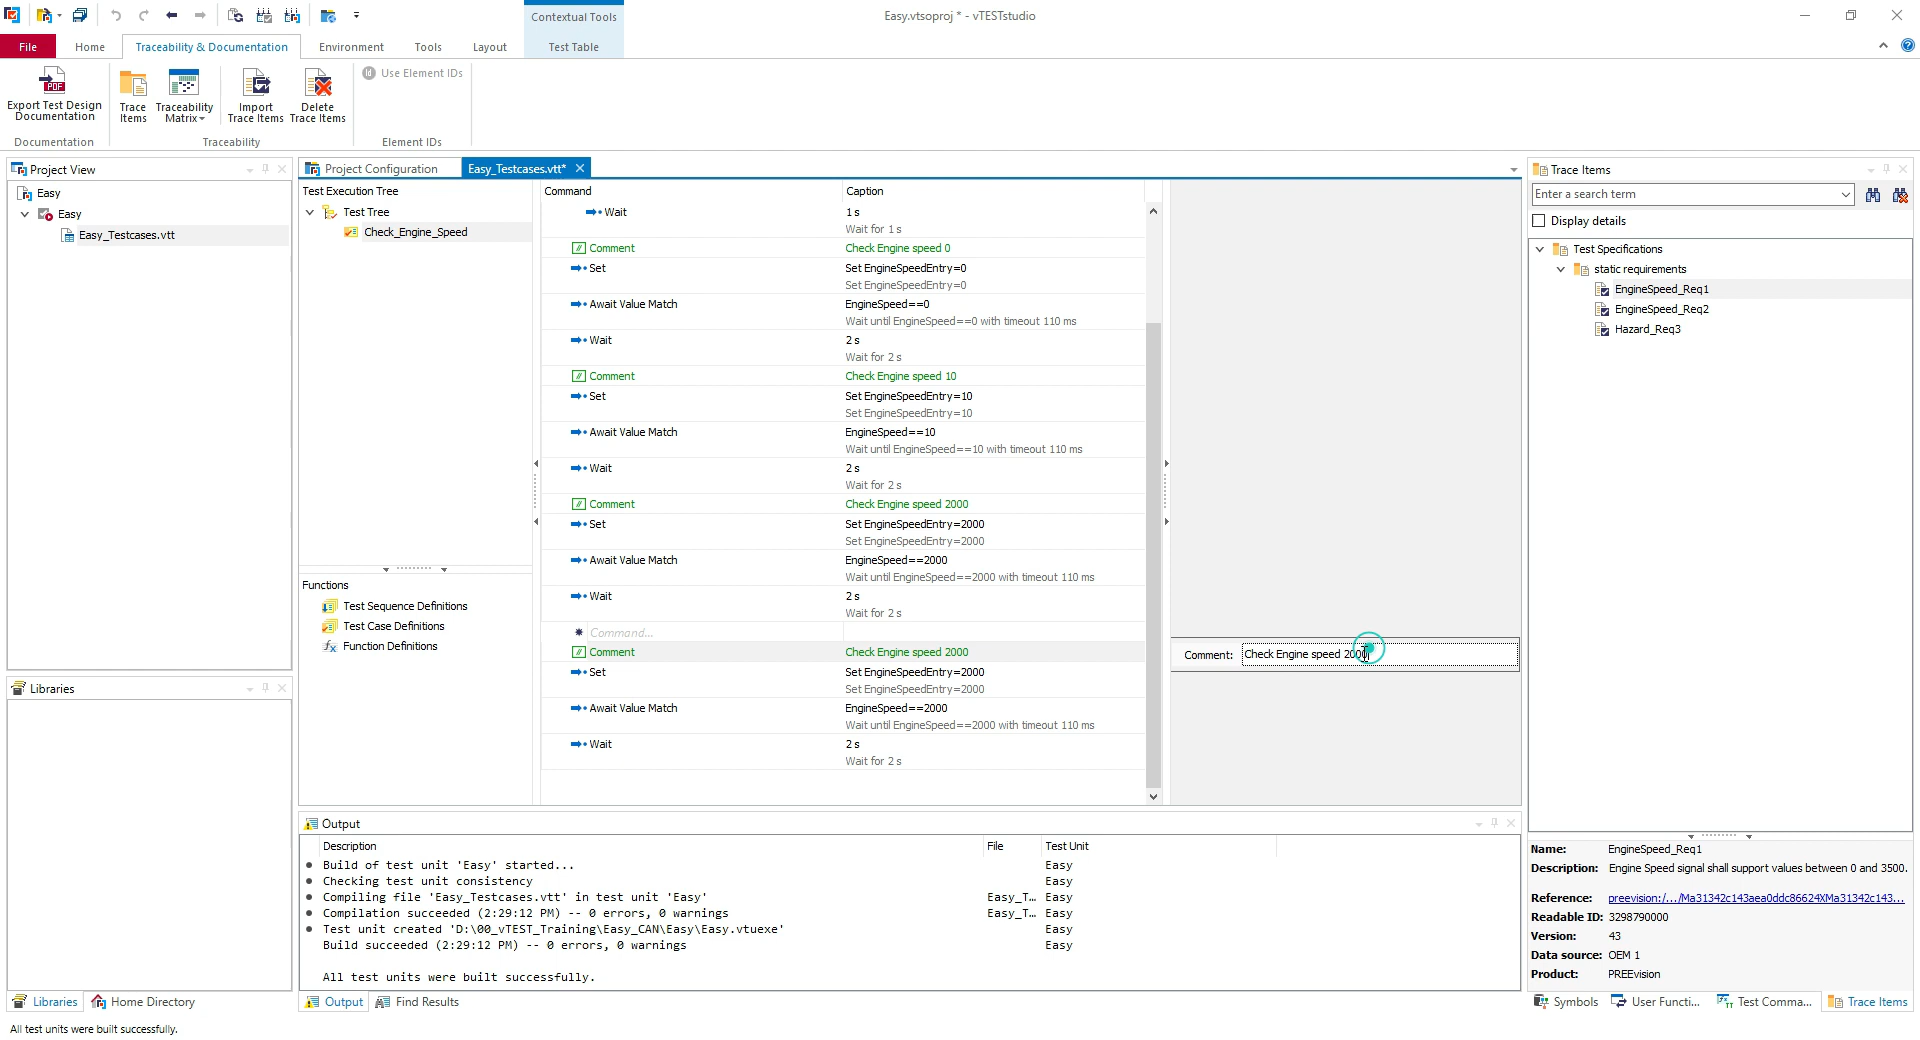 Contextual Tools
Easy.vtsoproj * - vTESTstudio
File
Home
Traceability & Documentation
Environment
Tools
Layout
Test Table
Export Test Design
Documentation
Trace
Items
Traceability
Matrix
Import
Trace Items
Delete
Trace Items
Use Element IDs
Documentation
Traceability
Element IDs
Project View
Easy
Easy
Easy_Testcases.vtt
Libraries
Libraries
Home Directory
Project Configuration
Easy_Testcases.vtt*
Test Execution Tree
Test Tree
Check_Engine_Speed
Functions
Test Sequence Definitions
Test Case Definitions
Function Definitions
Command Caption
Wait 1 s
Wait for 1 s
Comment Check Engine speed 0
Set Set EngineSpeedEntry=0
Set EngineSpeedEntry=0
Await Value Match EngineSpeed==0
Wait until EngineSpeed==0 with timeout 110 ms
Wait 2 s
Wait for 2 s
Comment Check Engine speed 10
Set Set EngineSpeedEntry=10
Set EngineSpeedEntry=10
Await Value Match EngineSpeed==10
Wait until EngineSpeed==10 with timeout 110 ms
Wait 2 s
Wait for 2 s
Comment Check Engine speed 2000
Set Set EngineSpeedEntry=2000
Set EngineSpeedEntry=2000
Await Value Match EngineSpeed==2000
Wait until EngineSpeed==2000 with timeout 110 ms
Wait 2 s
Wait for 2 s
Command...
Comment Check Engine speed 2000
Set Set EngineSpeedEntry=2000
Set EngineSpeedEntry=2000
Await Value Match EngineSpeed==2000
Wait until EngineSpeed==2000 with timeout 110 ms
Wait 2 s
Wait for 2 s
Comment: Check Engine speed 2000
Output
Description File Test Unit
Build of test unit 'Easy' started... Easy
Checking test unit consistency Easy
Compiling file 'Easy_Testcases.vtt' in test unit 'Easy' Easy_T... Easy
Compilation succeeded (2:29:12 PM) -- 0 errors, 0 warnings Easy_T... Easy
Test unit created 'D:\00_vTEST_Training\Easy_CAN\Easy\Easy.vtuexe' Easy
Build succeeded (2:29:12 PM) -- 0 errors, 0 warnings Easy
All test units were built successfully.
Output
Find Results
Trace Items
Enter a search term
Display details
Test Specifications
static requirements
EngineSpeed_Req1
EngineSpeed_Req2
Hazard_Req3
Name: EngineSpeed_Req1
Description: Engine Speed signal shall support values between 0 and 3500.
Reference: preevision:/.../Ma31342c143aea0ddc86624XMa31342c143...
Readable ID: 3298790000
Version: 43
Data source: OEM 1
Product: PREEvision
Symbols
User Functi...
Test Comma...
Trace Items
All test units were built successfully.